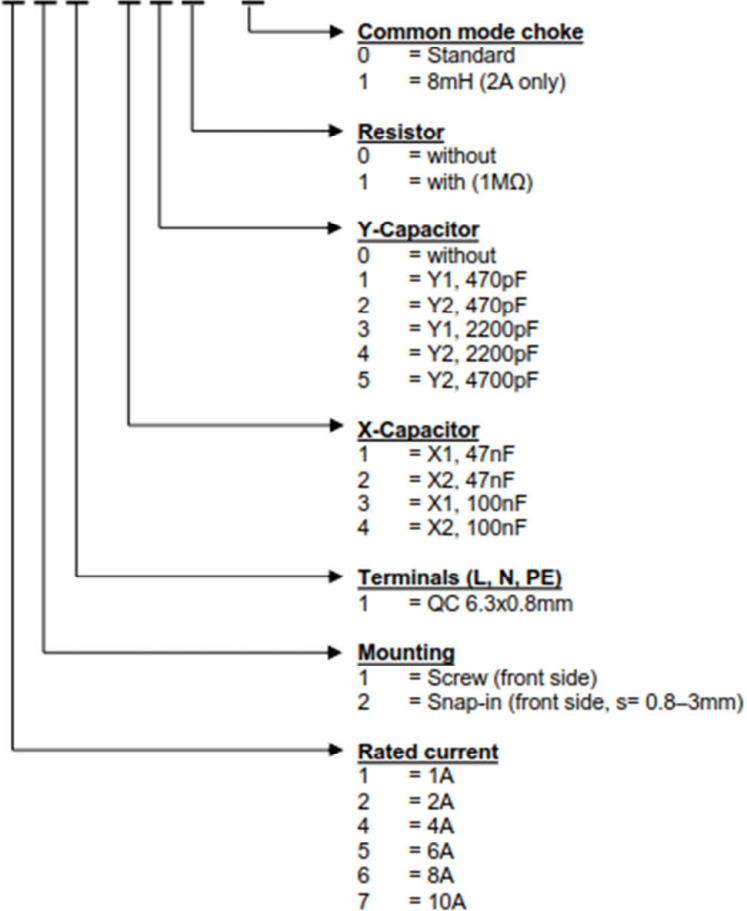 Common mode choke
0 = Standard
1 = 8mH (2A only)
Resistor
0 = without
1 = with (1MΩ)
Y-Capacitor
0 = without
1 = Y1, 470pF
2 = Y2, 470pF
3 = Y1, 2200pF
4 = Y2, 2200pF
5 = Y2, 4700pF
X-Capacitor
1 = X1, 47nF
2 = X2, 47nF
3 = X1, 100nF
4 = X2, 100nF
Terminals (L, N, PE)
1 = QC 6.3x0.8mm
Mounting
1 = Screw (front side)
2 = Snap-in (front side, s= 0.8–3mm)
Rated current
1 = 1A
2 = 2A
4 = 4A
5 = 6A
6 = 8A
7 = 10A